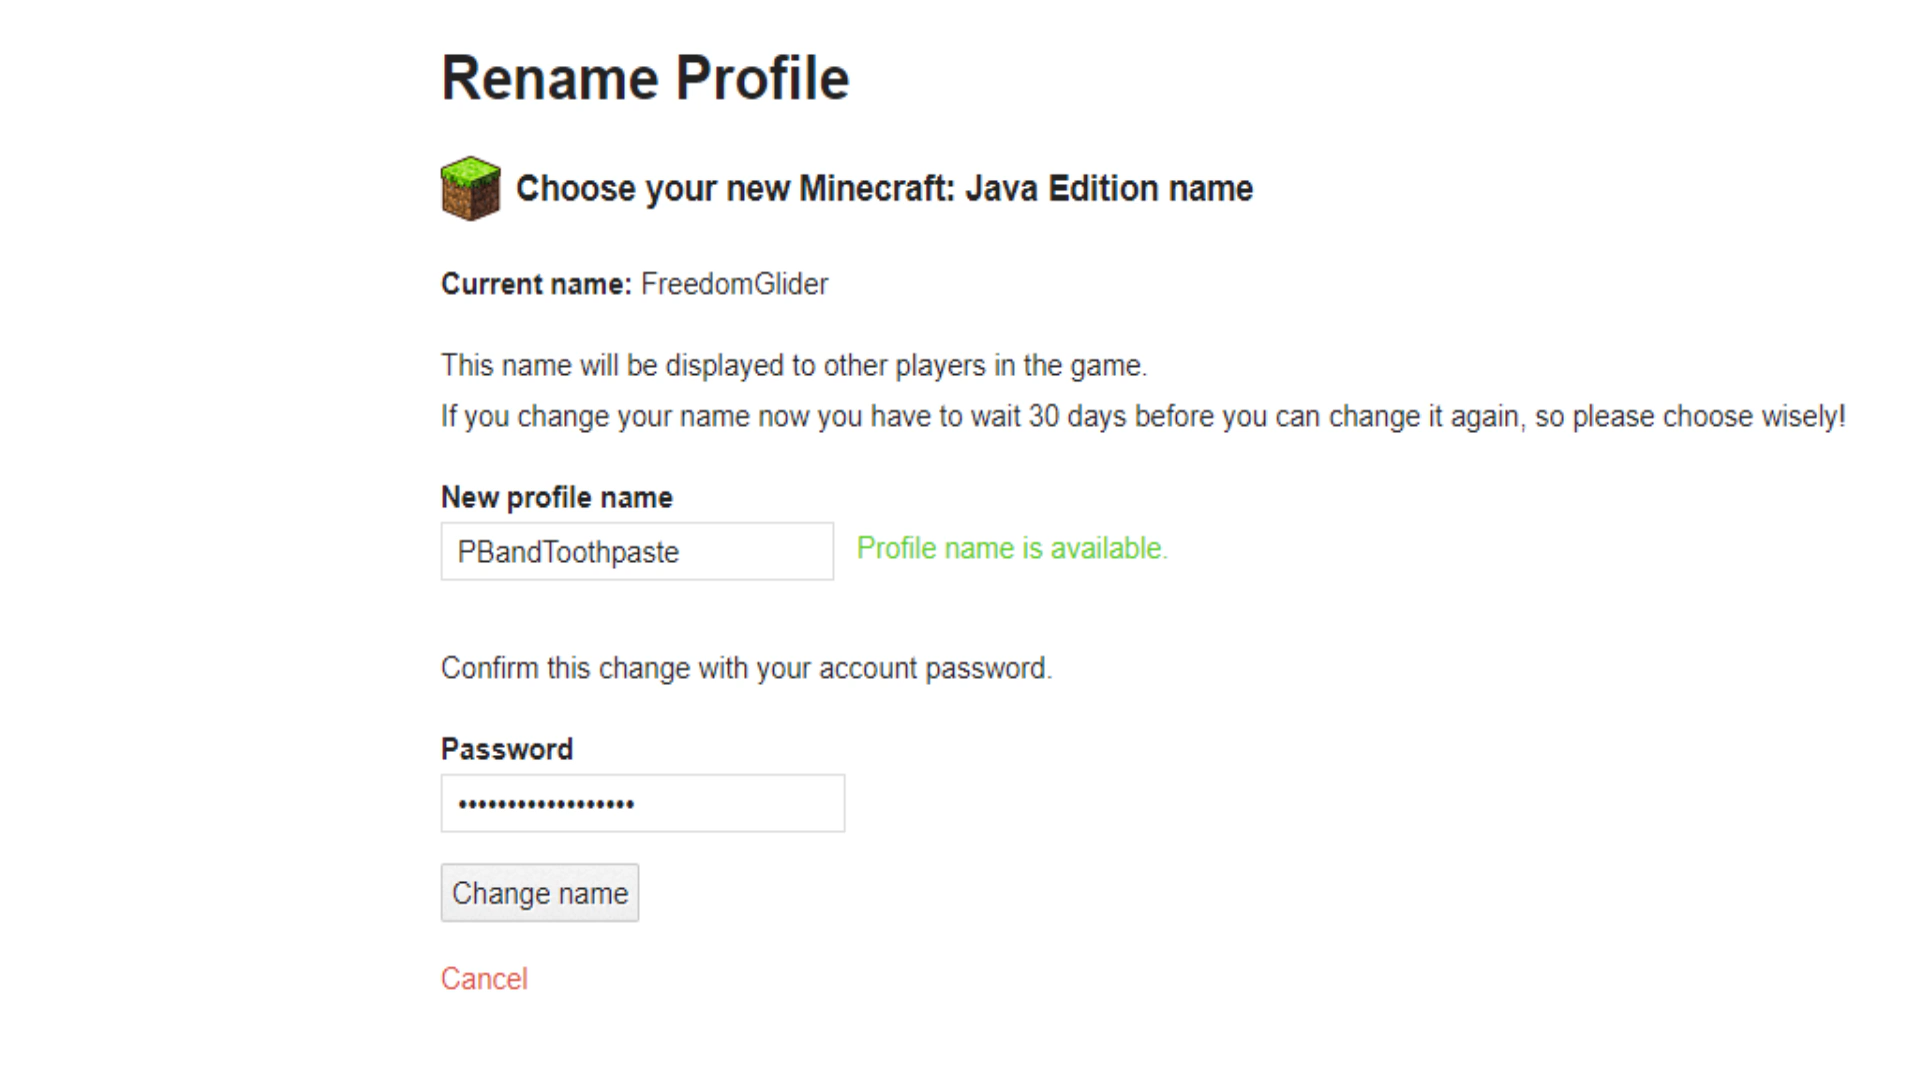 Rename Profile
Choose your new Minecraft: Java Edition name
Current name: FreedomGlider
This name will be displayed to other players in the game.
If you change your name now you have to wait 30 days before you can change it again, so please choose wisely!
New profile name
PBandToothpaste Profile name is available.
Confirm this change with your account password.
Password
••••••••••••••••••
Change name
Cancel